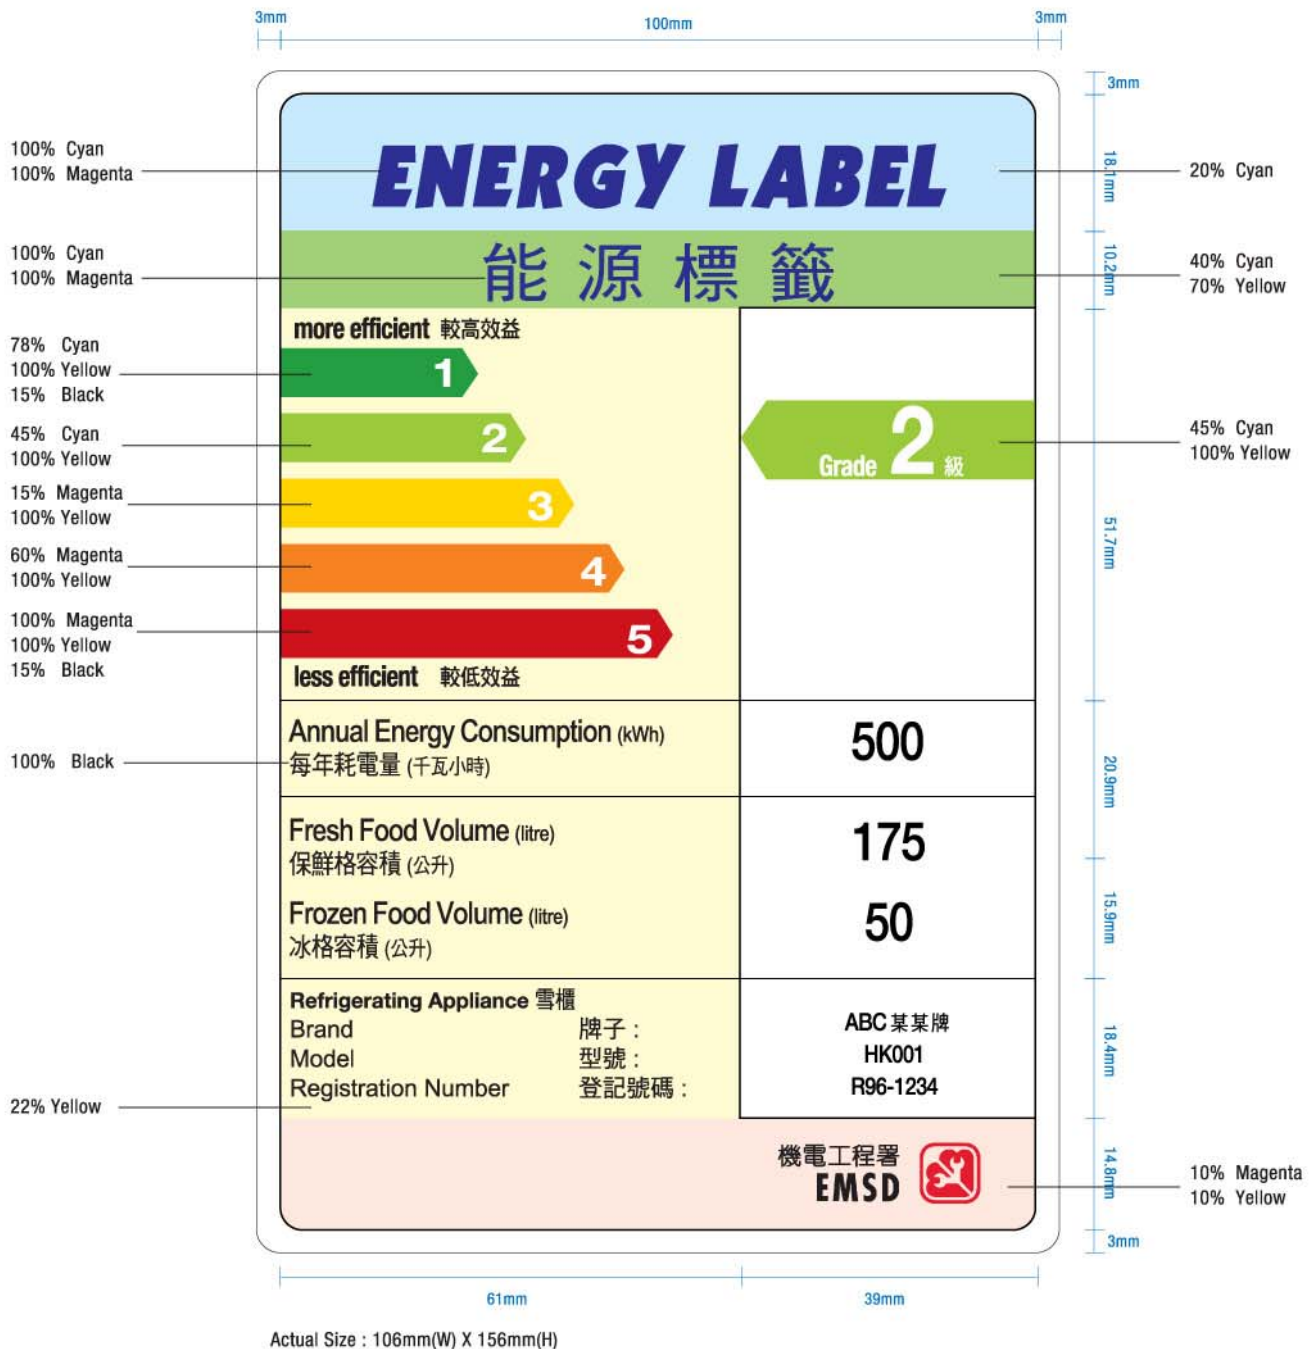 3mm
100mm
3mm
3mm
100% Cyan
100% Magenta
ENERGY LABEL
18.1mm
20% Cyan
100% Cyan
100% Magenta
能源標籤
10.2mm
40% Cyan
70% Yellow
more efficient 較高效益
78% Cyan
100% Yellow
15% Black
1
45% Cyan
100% Yellow
2
Grade 2 級
45% Cyan
100% Yellow
15% Magenta
100% Yellow
3
51.7mm
60% Magenta
100% Yellow
4
100% Magenta
100% Yellow
15% Black
5
less efficient 較低效益
Annual Energy Consumption (kWh)
每年耗電量 (千瓦小時)
500
100% Black
20.9mm
Fresh Food Volume (litre)
保鮮格容積 (公升)
175
Frozen Food Volume (litre)
冰格容積 (公升)
50
15.9mm
Refrigerating Appliance 雪櫃
Brand 牌子 : ABC 某某牌
Model 型號 : HK001
Registration Number 登記號碼 : R96-1234
18.4mm
22% Yellow
機電工程署
EMSD
14.8mm
10% Magenta
10% Yellow
3mm
61mm
39mm
Actual Size : 106mm(W) X 156mm(H)